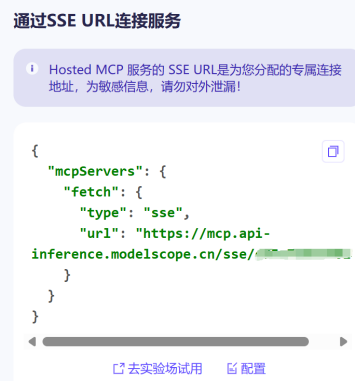 通过SSE URL连接服务
Hosted MCP 服务的 SSE URL是为您分配的专属连接
地址，为敏感信息，请勿对外泄漏！
{
"mcpServers": {
"fetch": {
"type": "sse",
"url": "https://mcp.api-
inference.modelscope.cn/sse/
}
}
}
去实验场试用 配置